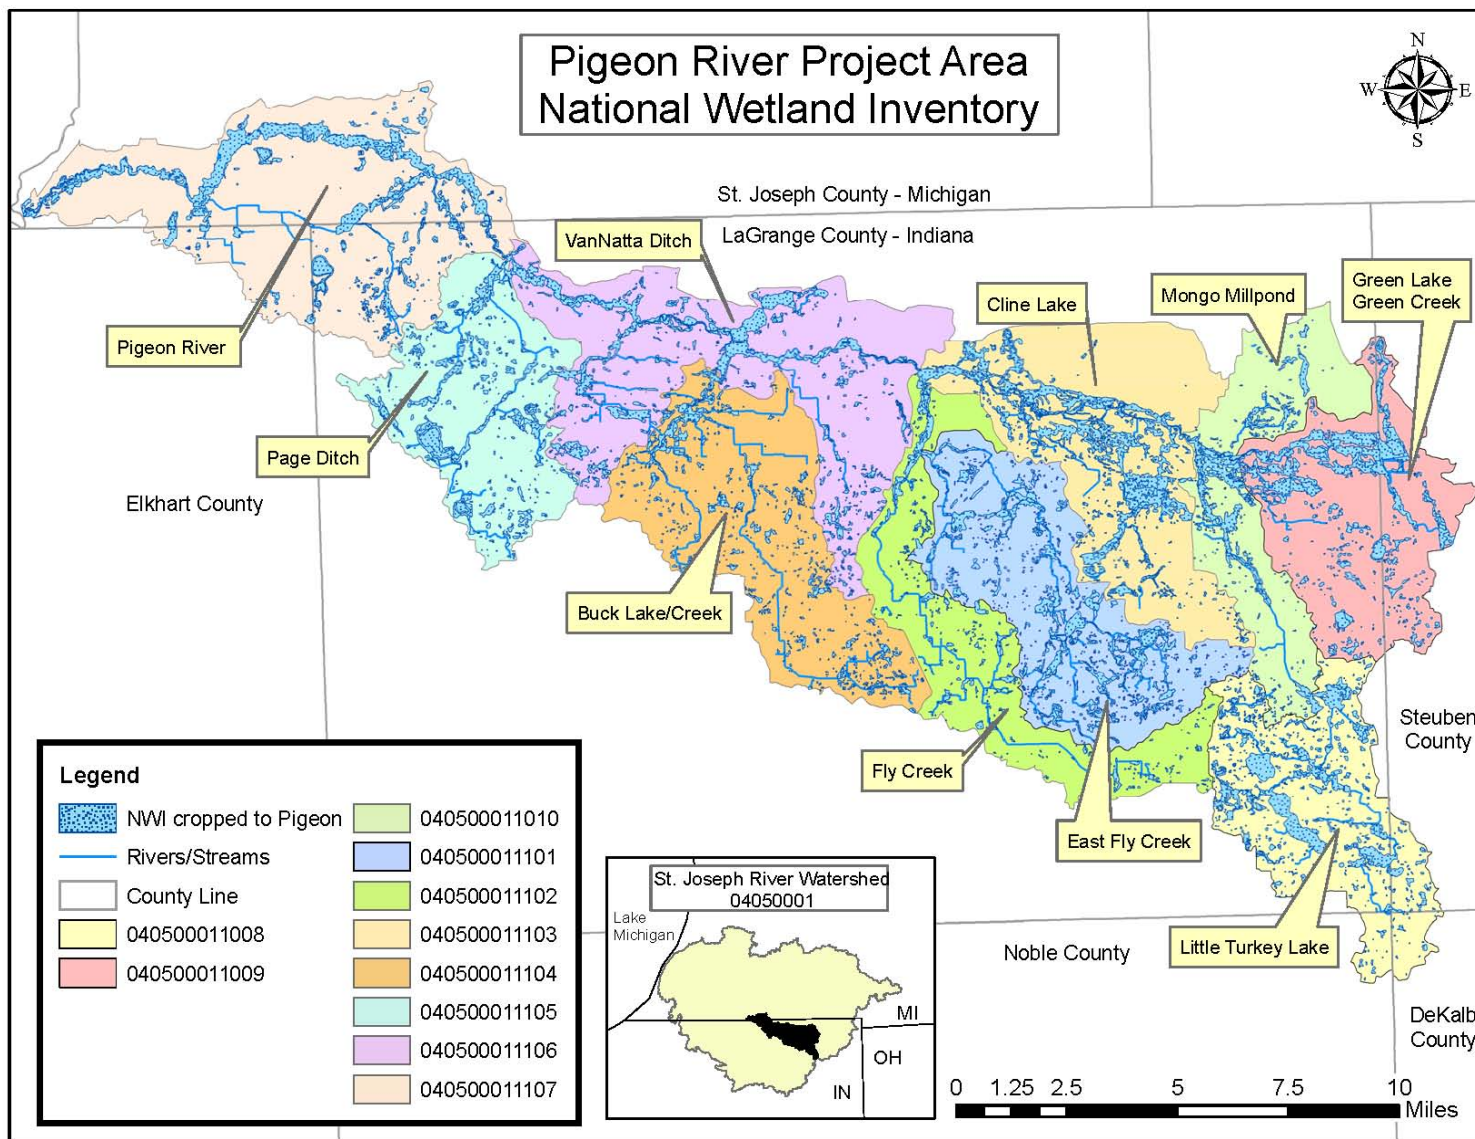 Pigeon River Project Area
National Wetland Inventory
N
W
E
S
St. Joseph County - Michigan
LaGrange County - Indiana
VanNatta Ditch
Cline Lake
Mongo Millpond
Green Lake
Green Creek
Pigeon River
Page Ditch
Elkhart County
Buck Lake/Creek
Fly Creek
East Fly Creek
Little Turkey Lake
Steuben
County
Noble County
DeKalb
County
Legend
NWI cropped to Pigeon
Rivers/Streams
County Line
040500011008
040500011009
040500011010
040500011101
040500011102
040500011103
040500011104
040500011105
040500011106
040500011107
St. Joseph River Watershed
04050001
Lake
Michigan
MI
OH
IN
0 1.25 2.5 5 7.5 10
Miles